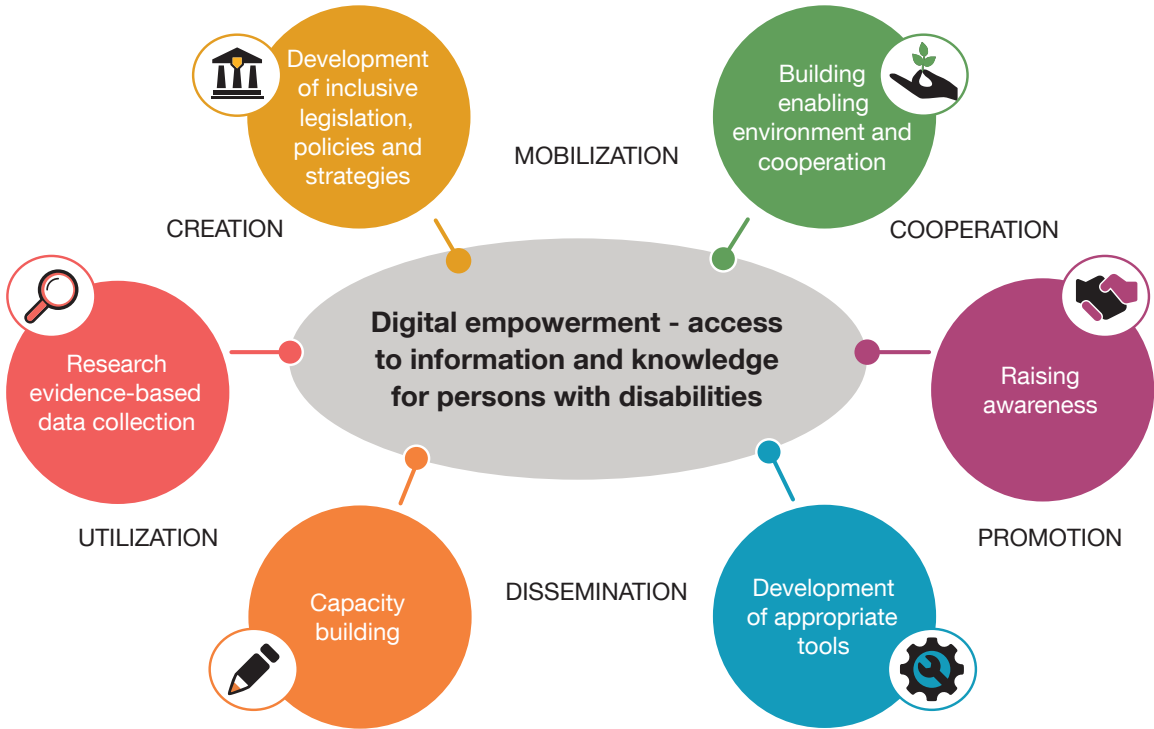 Development
of inclusive
legislation,
policies and
strategies
Building
enabling
environment and
cooperation
MOBILIZATION
CREATION
COOPERATION
Digital empowerment - access
to information and knowledge
for persons with disabilities
Research
evidence-based
data collection
Raising
awareness
UTILIZATION
PROMOTION
DISSEMINATION
Capacity
building
Development
of appropriate
tools